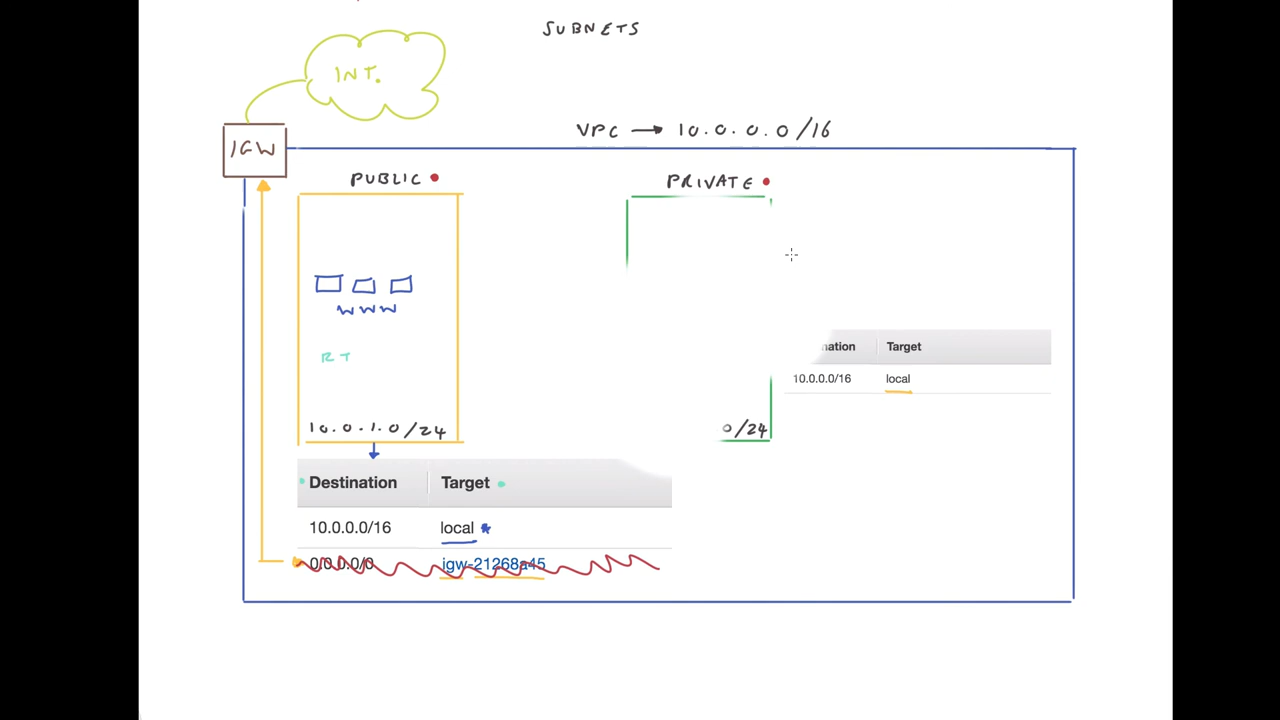 SUBNETS
INT.
IGW
VPC → 10.0.0.0/16
PUBLIC
PRIVATE
WWW
RT
10.0.1.0/24
Destination Target
10.0.0.0/16 local *
0.0.0.0/0 igw-21268a45
0/24
nation Target
10.0.0.0/16 local